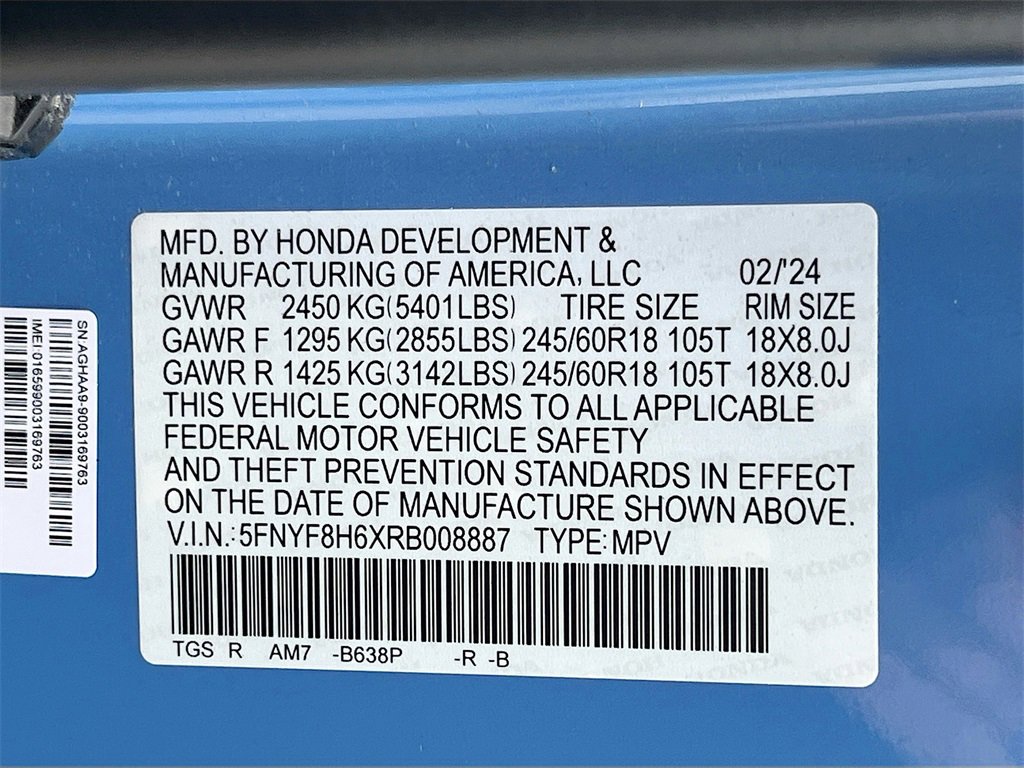 MFD. BY HONDA DEVELOPMENT &
MANUFACTURING OF AMERICA, LLC 02/'24
GVWR 2450 KG(5401LBS) TIRE SIZE RIM SIZE
GAWR F 1295 KG(2855LBS) 245/60R18 105T 18X8.0J
GAWR R 1425 KG(3142LBS) 245/60R18 105T 18X8.0J
THIS VEHICLE CONFORMS TO ALL APPLICABLE
FEDERAL MOTOR VEHICLE SAFETY
AND THEFT PREVENTION STANDARDS IN EFFECT
ON THE DATE OF MANUFACTURE SHOWN ABOVE.
V.I.N.:5FNYF8H6XRB008887 TYPE:MPV
TGS R AM7 -B638P -R -B
SN:AGHAA9-9003169763
IMEI:016599003169763